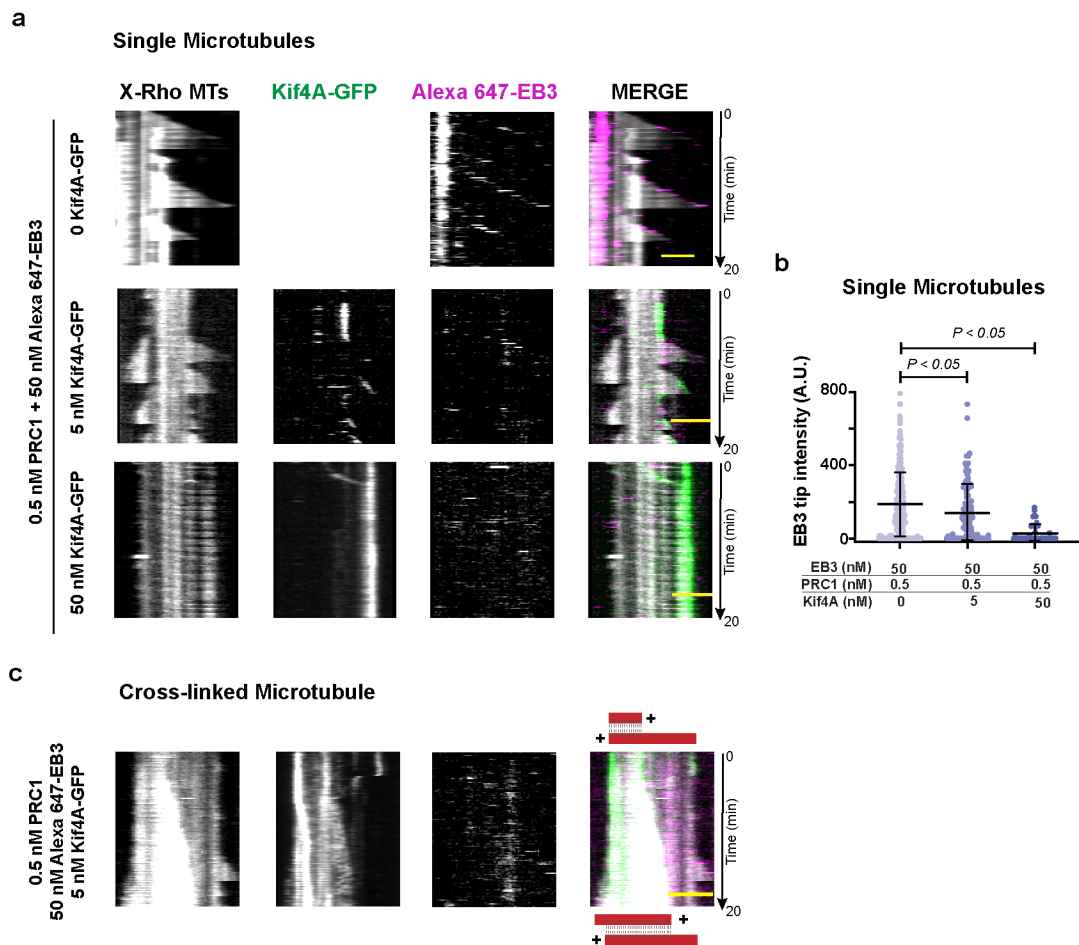 a
Single Microtubules
X-Rho MTs Kif4A-GFP Alexa 647-EB3 MERGE
0.5 nM PRC1 + 50 nM Alexa 647-EB3
0 Kif4A-GFP
0
Time (min)
20
5 nM Kif4A-GFP
0
Time (min)
20
50 nM Kif4A-GFP
0
Time (min)
20
b
Single Microtubules
P < 0.05
P < 0.05
EB3 tip intensity (A.U.)
800
400
0
EB3 (nM) 50 50 50
PRC1 (nM) 0.5 0.5 0.5
Kif4A (nM) 0 5 50
c
Cross-linked Microtubule
0.5 nM PRC1
50 nM Alexa 647-EB3
5 nM Kif4A-GFP
+
+
0
Time (min)
20
+
+